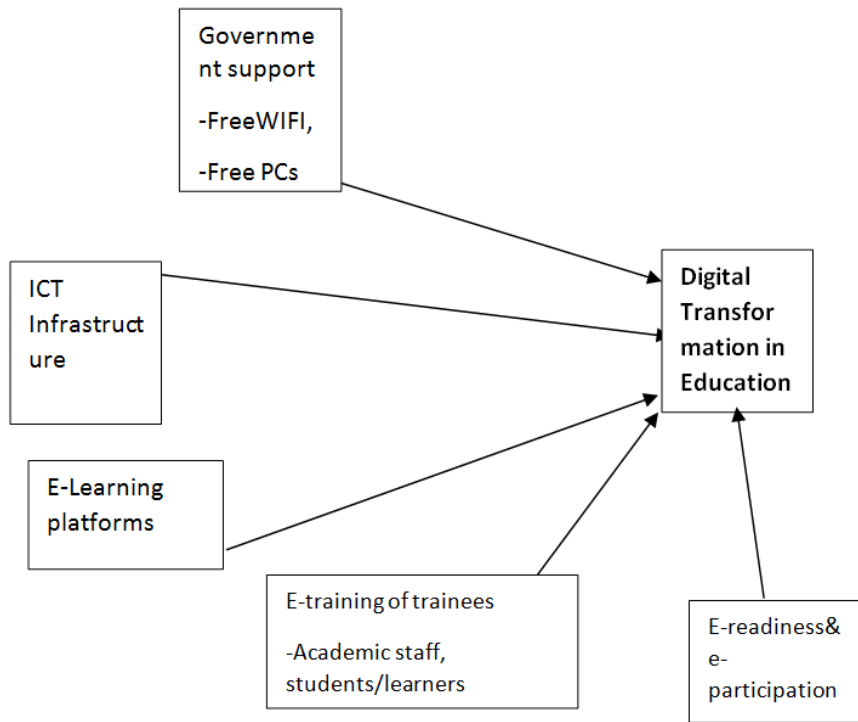 Governme
nt support
-FreeWIFI,
-Free PCs
ICT
Infrastruct
ure
Digital
Transfor
mation in
Education
E-Learning
platforms
E-training of trainees
-Academic staff,
students/learners
E-readiness&
e-
participation